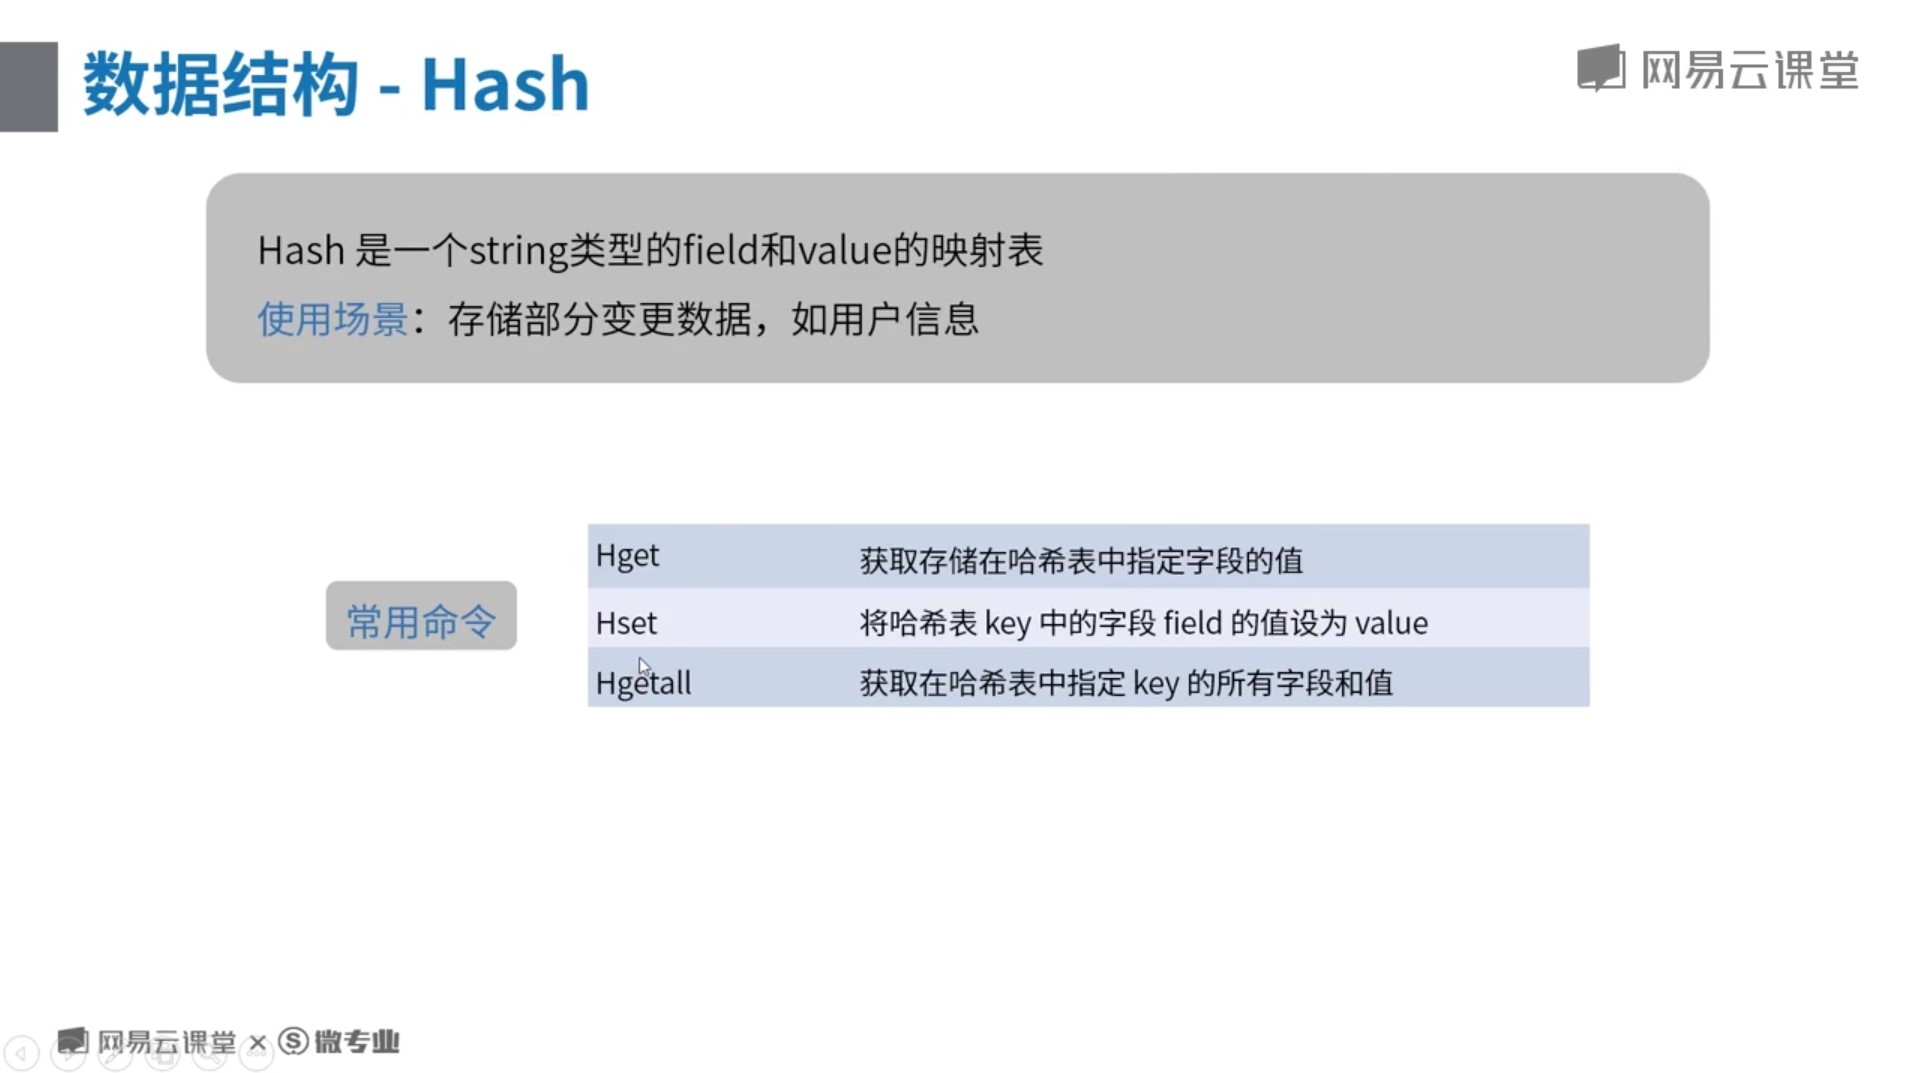 数据结构 - Hash
网易云课堂
Hash 是一个string类型的field和value的映射表
使用场景：存储部分变更数据，如用户信息
常用命令
Hget 获取存储在哈希表中指定字段的值
Hset 将哈希表 key 中的字段 field 的值设为 value
Hgetall 获取在哈希表中指定 key 的所有字段和值
网易云课堂 × S 微专业